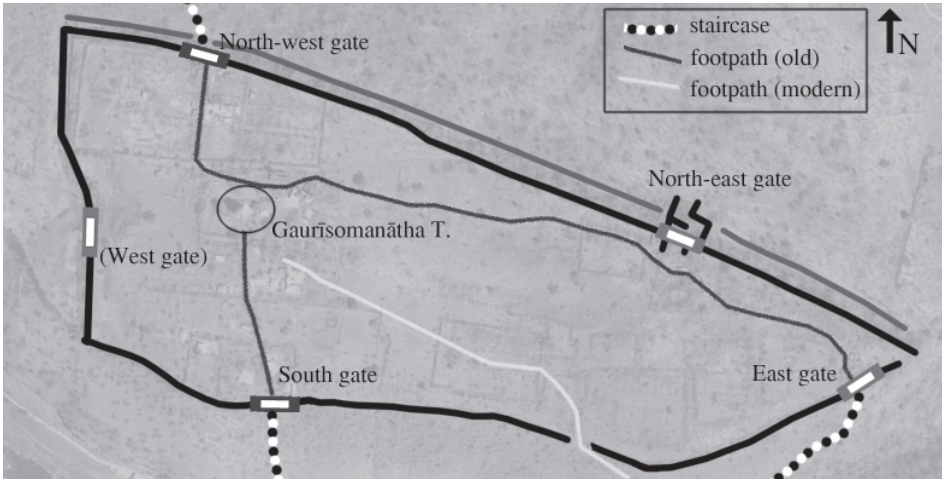 staircase
footpath (old)
footpath (modern)
N
North-west gate
North-east gate
Gaurīsomanātha T.
(West gate)
South gate
East gate